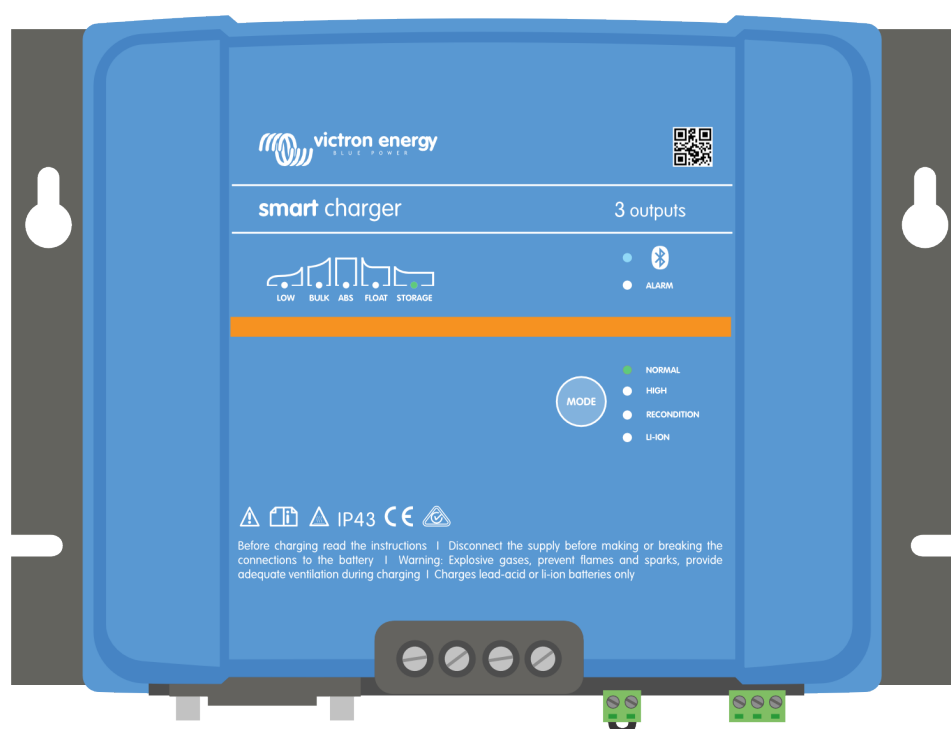 victron energy
BLUE POWER
smart charger 3 outputs
LOW BULK ABS FLOAT STORAGE
ALARM
NORMAL
MODE
HIGH
RECONDITION
LI-ION
IP43 CE
Before charging read the instructions I Disconnect the supply before making or breaking the
connections to the battery I Warning: Explosive gases, prevent flames and sparks, provide
adequate ventilation during charging I Charges lead-acid or li-ion batteries only